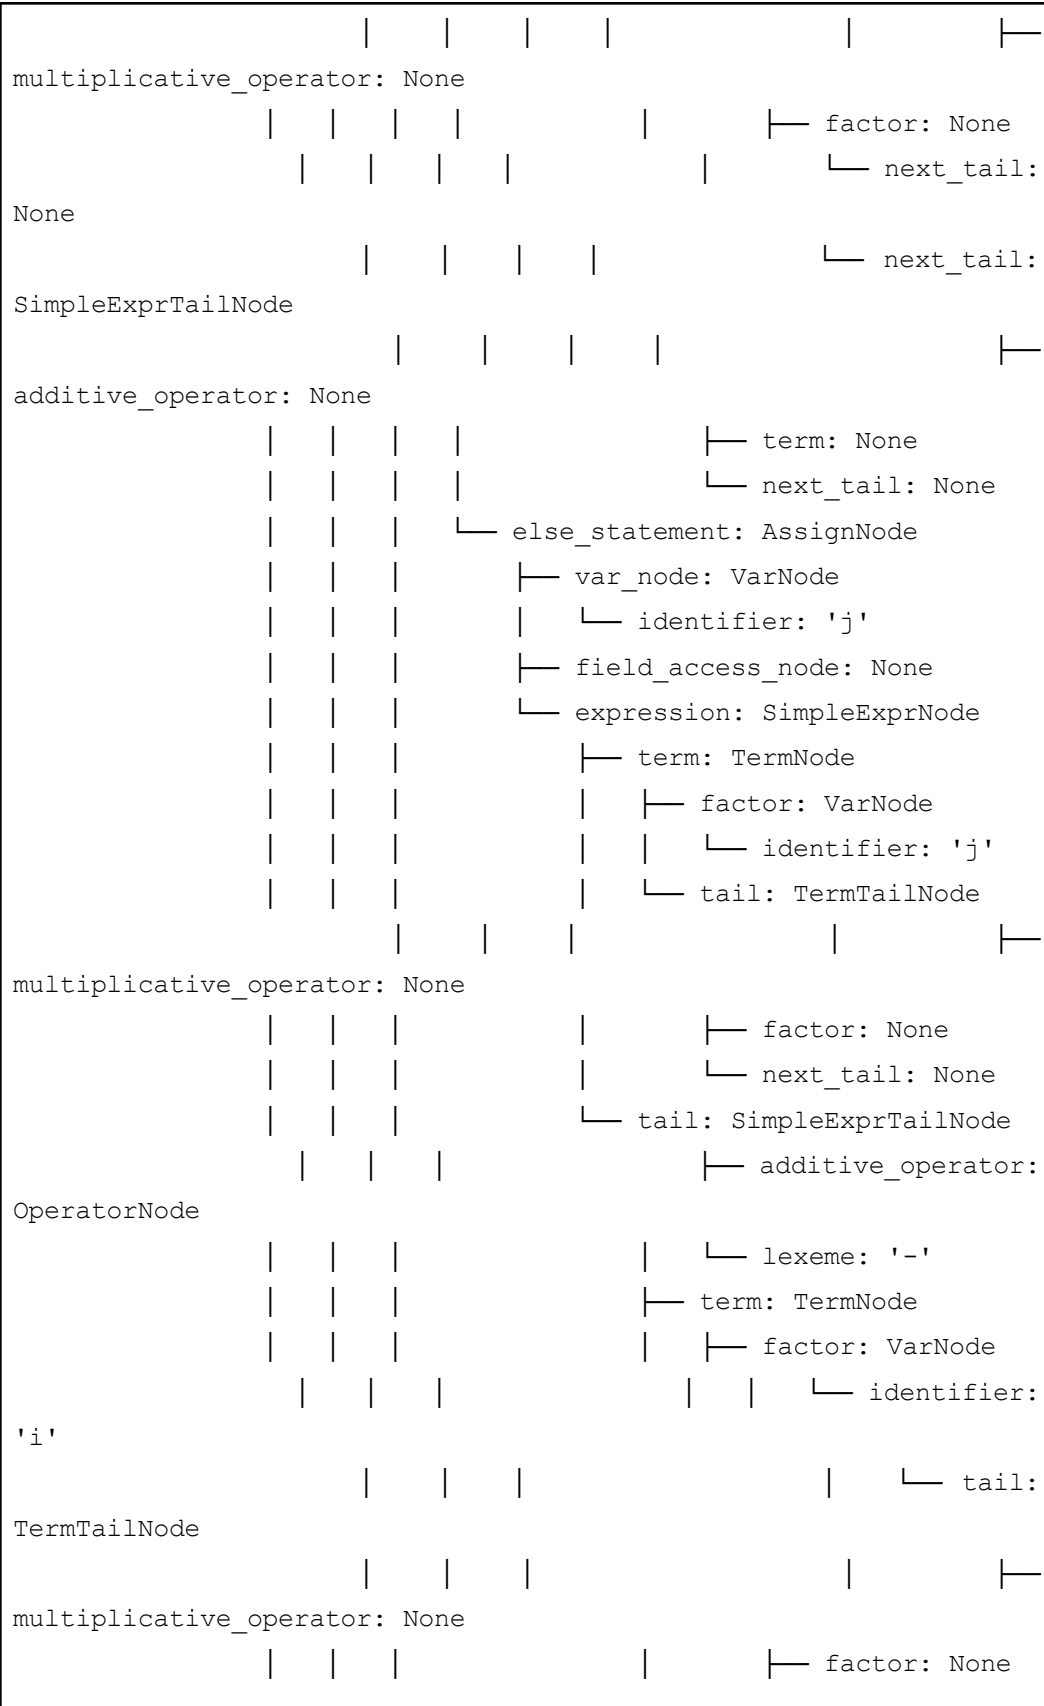 │ │ │ │ │ ├──
multiplicative_operator: None
│ │ │ │ │ ├── factor: None
│ │ │ │ │ └── next_tail:
None
│ │ │ │ └── next_tail:
SimpleExprTailNode
│ │ │ │ ├──
additive_operator: None
│ │ │ │ ├── term: None
│ │ │ │ └── next_tail: None
│ │ │ └── else_statement: AssignNode
│ │ │ ├── var_node: VarNode
│ │ │ │ └── identifier: 'j'
│ │ │ ├── field_access_node: None
│ │ │ └── expression: SimpleExprNode
│ │ │ ├── term: TermNode
│ │ │ │ ├── factor: VarNode
│ │ │ │ │ └── identifier: 'j'
│ │ │ │ └── tail: TermTailNode
│ │ │ │ ├──
multiplicative_operator: None
│ │ │ │ ├── factor: None
│ │ │ │ └── next_tail: None
│ │ │ └── tail: SimpleExprTailNode
│ │ │ ├── additive_operator:
OperatorNode
│ │ │ │ └── lexeme: '-'
│ │ │ ├── term: TermNode
│ │ │ │ ├── factor: VarNode
│ │ │ │ │ └── identifier:
'i'
│ │ │ │ └── tail:
TermTailNode
│ │ │ │ ├──
multiplicative_operator: None
│ │ │ │ ├── factor: None